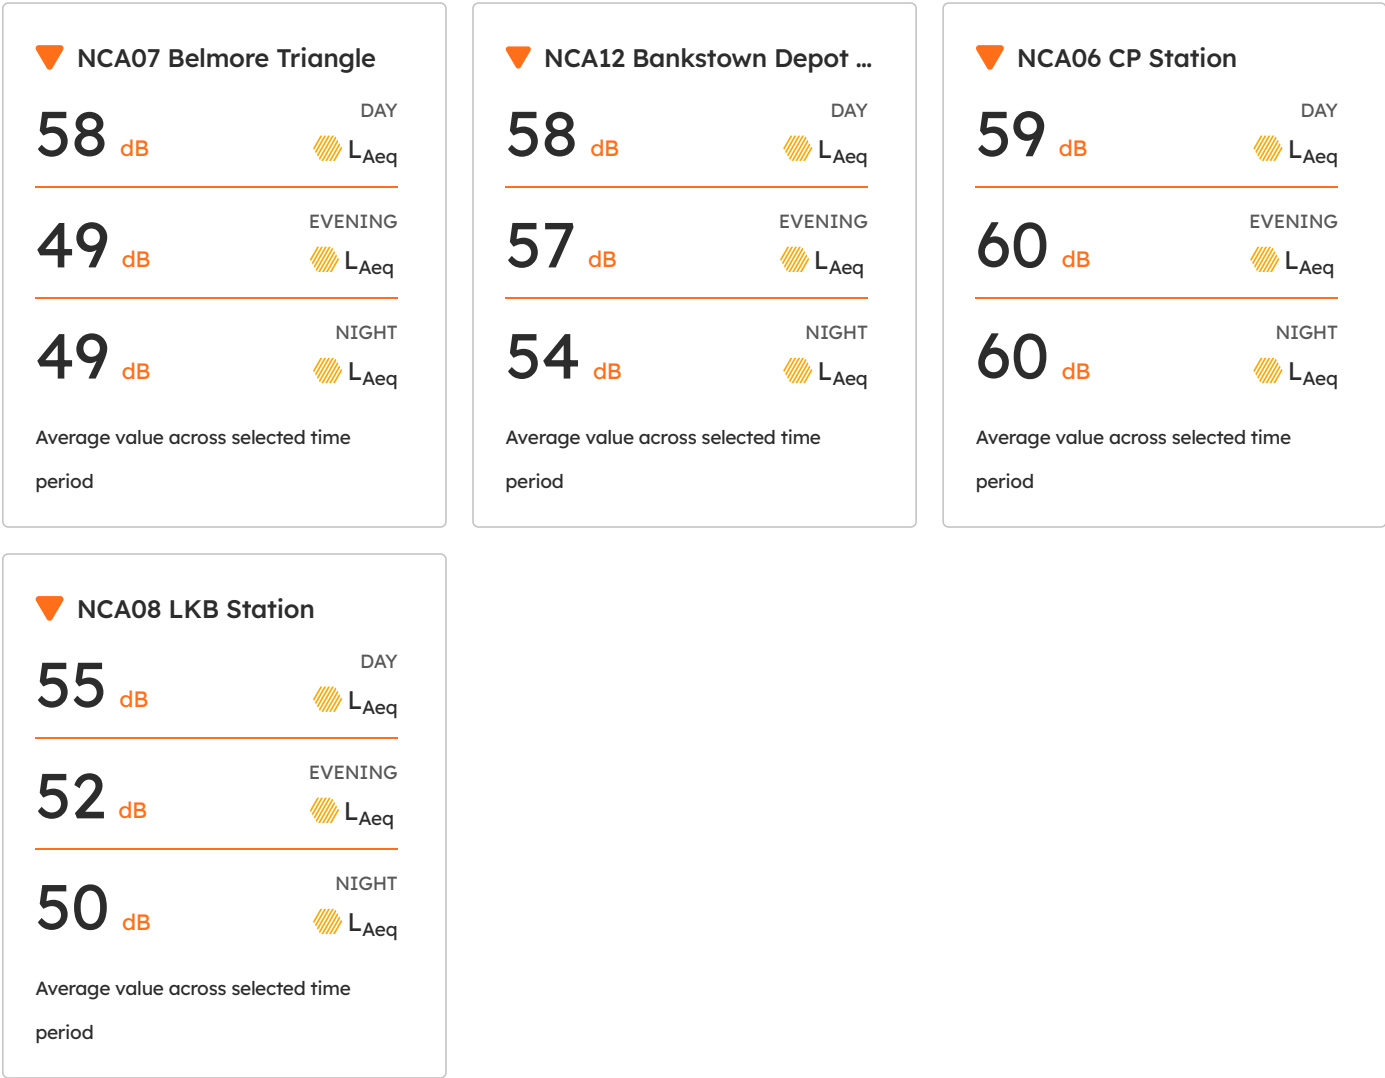 NCA07 Belmore Triangle
58 dB
DAY
LAeq
49 dB
EVENING
LAeq
49 dB
NIGHT
LAeq
Average value across selected time
period
NCA12 Bankstown Depot ...
58 dB
DAY
LAeq
57 dB
EVENING
LAeq
54 dB
NIGHT
LAeq
Average value across selected time
period
NCA06 CP Station
59 dB
DAY
LAeq
60 dB
EVENING
LAeq
60 dB
NIGHT
LAeq
Average value across selected time
period
NCA08 LKB Station
55 dB
DAY
LAeq
52 dB
EVENING
LAeq
50 dB
NIGHT
LAeq
Average value across selected time
period